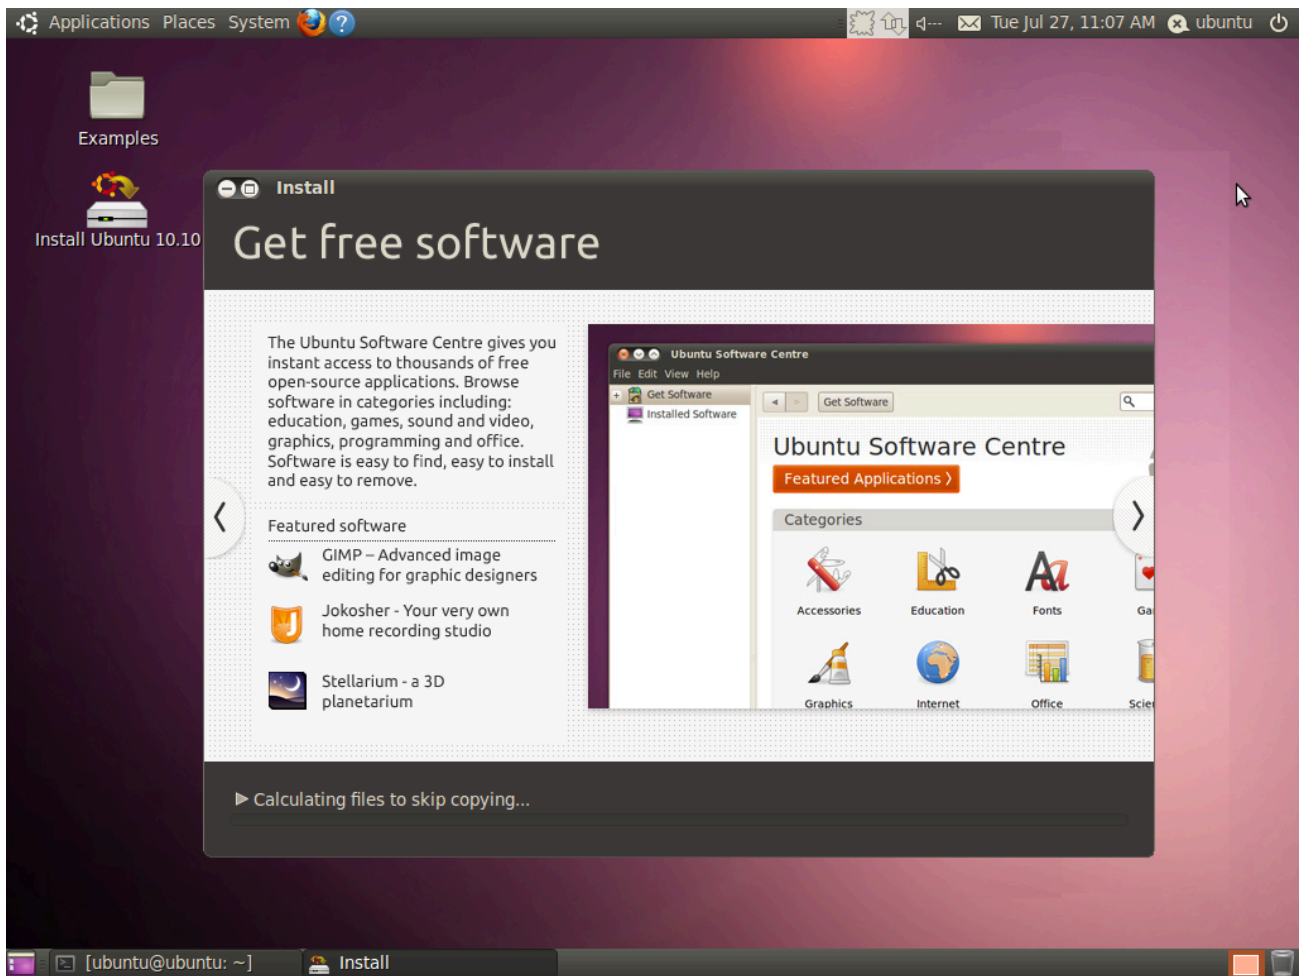 Applications Places System
Tue Jul 27, 11:07 AM ubuntu
Examples
Install Ubuntu 10.10
Install
Get free software
The Ubuntu Software Centre gives you
instant access to thousands of free
open-source applications. Browse
software in categories including:
education, games, sound and video,
graphics, programming and office.
Software is easy to find, easy to install
and easy to remove.
Featured software
GIMP – Advanced image
editing for graphic designers
Jokosher - Your very own
home recording studio
Stellarium - a 3D
planetarium
Ubuntu Software Centre
File Edit View Help
Get Software
Installed Software
Get Software
Ubuntu Software Centre
Featured Applications
Categories
Accessories Education Fonts
Graphics Internet Office
Calculating files to skip copying...
[ubuntu@ubuntu: ~] Install